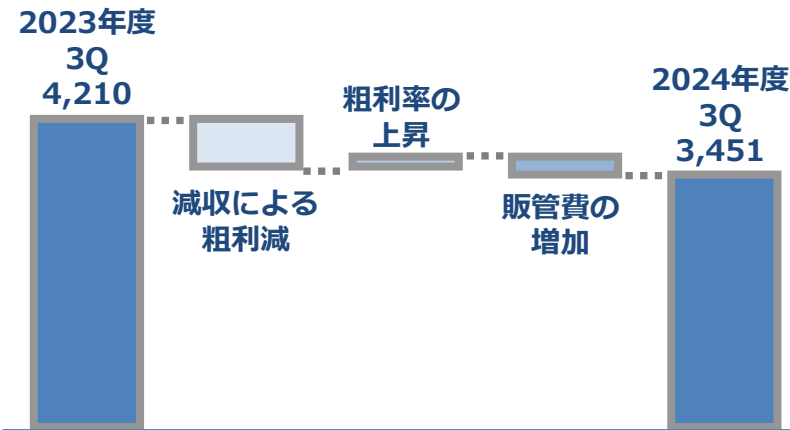 2023年度
3Q
4,210
減収による
粗利減
粗利率の
上昇
販管費の
増加
2024年度
3Q
3,451